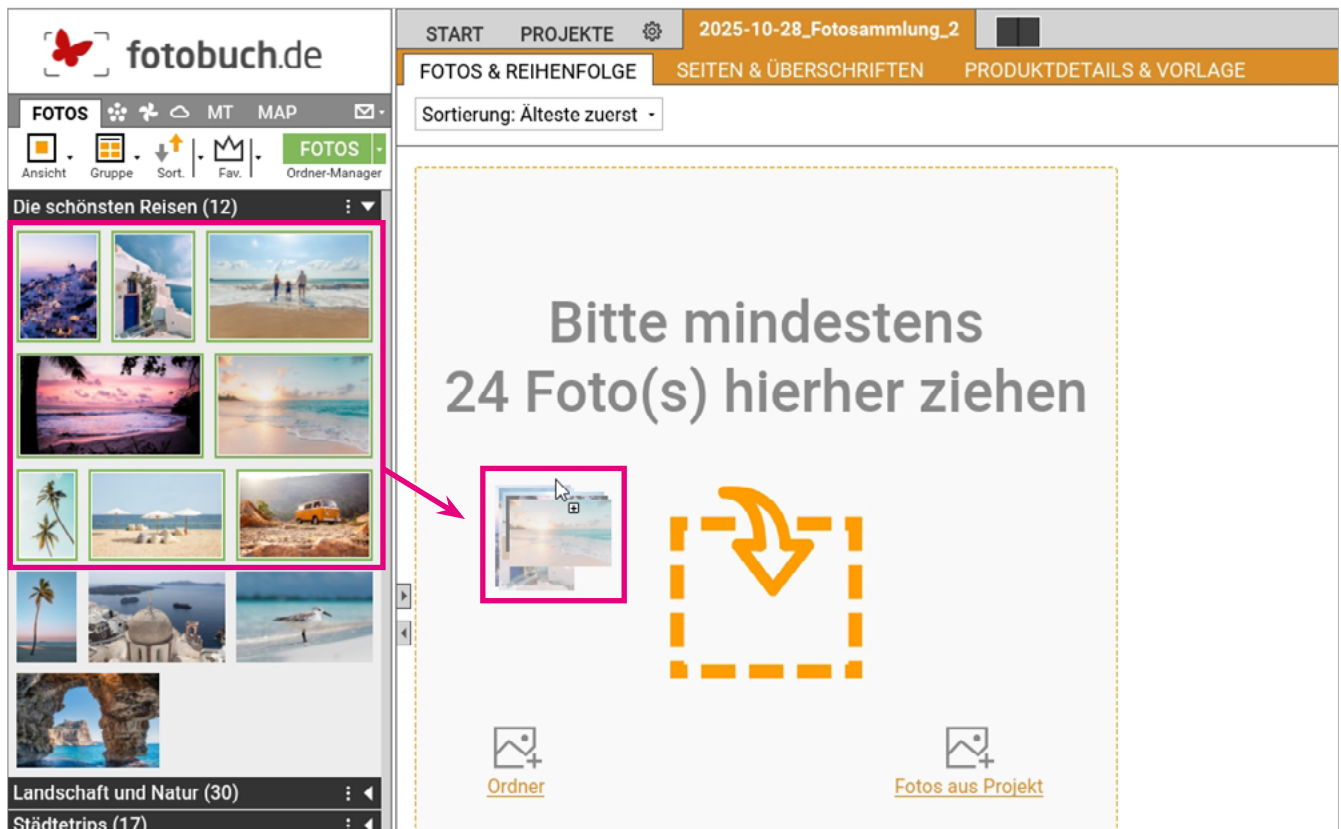 fotobuch.de
START PROJEKTE 2025-10-28_Fotosammlung_2
FOTOS & REIHENFOLGE SEITEN & ÜBERSCHRIFTEN PRODUKTDETAILS & VORLAGE
FOTOS MT MAP
Sortierung: Älteste zuerst
FOTOS
Ansicht Gruppe Sort. Fav. Ordner-Manager
Die schönsten Reisen (12)
Bitte mindestens
24 Foto(s) hierher ziehen
Ordner
Fotos aus Projekt
Landschaft und Natur (30)
Städtetrips (17)